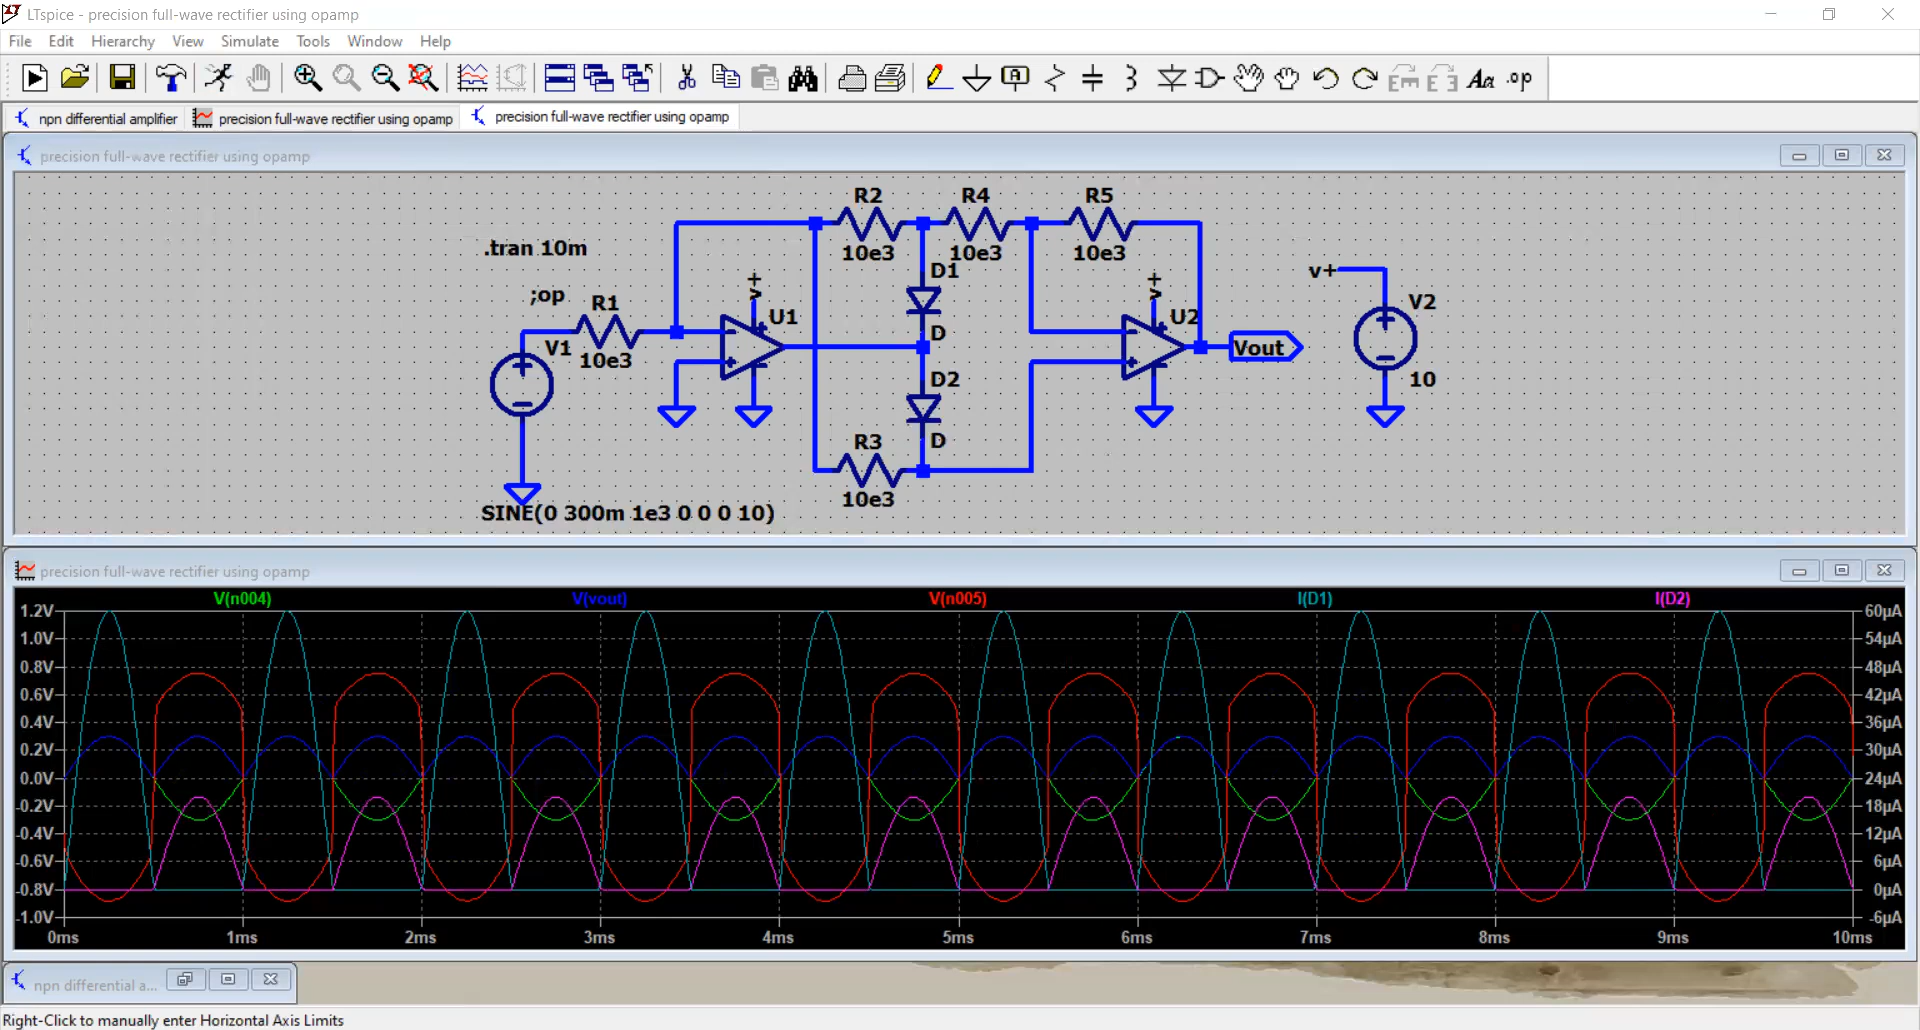 LTspice - precision full-wave rectifier using opamp
File Edit Hierarchy View Simulate Tools Window Help
A Aa .op
npn differential amplifier precision full-wave rectifier using opamp precision full-wave rectifier using opamp
precision full-wave rectifier using opamp
R2 R4 R5
.tran 10m 10e3 10e3 10e3
D1
;op R1 v+ v+ v+ V2
V1 10e3 U1 D U2 Vout
D2 10
R3 D
10e3
SINE(0 300m 1e3 0 0 0 10)
precision full-wave rectifier using opamp
V(n004) V(vout) V(n005) I(D1) I(D2)
1.2V 60µA
1.0V 54µA
0.8V 48µA
0.6V 42µA
0.4V 36µA
0.2V 30µA
0.0V 24µA
-0.2V 18µA
-0.4V 12µA
-0.6V 6µA
-0.8V 0µA
-1.0V -6µA
0ms 1ms 2ms 3ms 4ms 5ms 6ms 7ms 8ms 9ms 10ms
npn differential a...
Right-Click to manually enter Horizontal Axis Limits